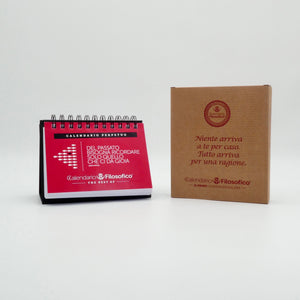 CALENDARIO PERPETUO
DEL PASSATO
BISOGNA RICORDARE
SOLO QUELLO
CHE CI DÀ GIOIA
Calendario Filosofico
THE BEST OF
Niente arriva
a te per caso.
Tutto arriva
per una ragione.
Calendario Filosofico